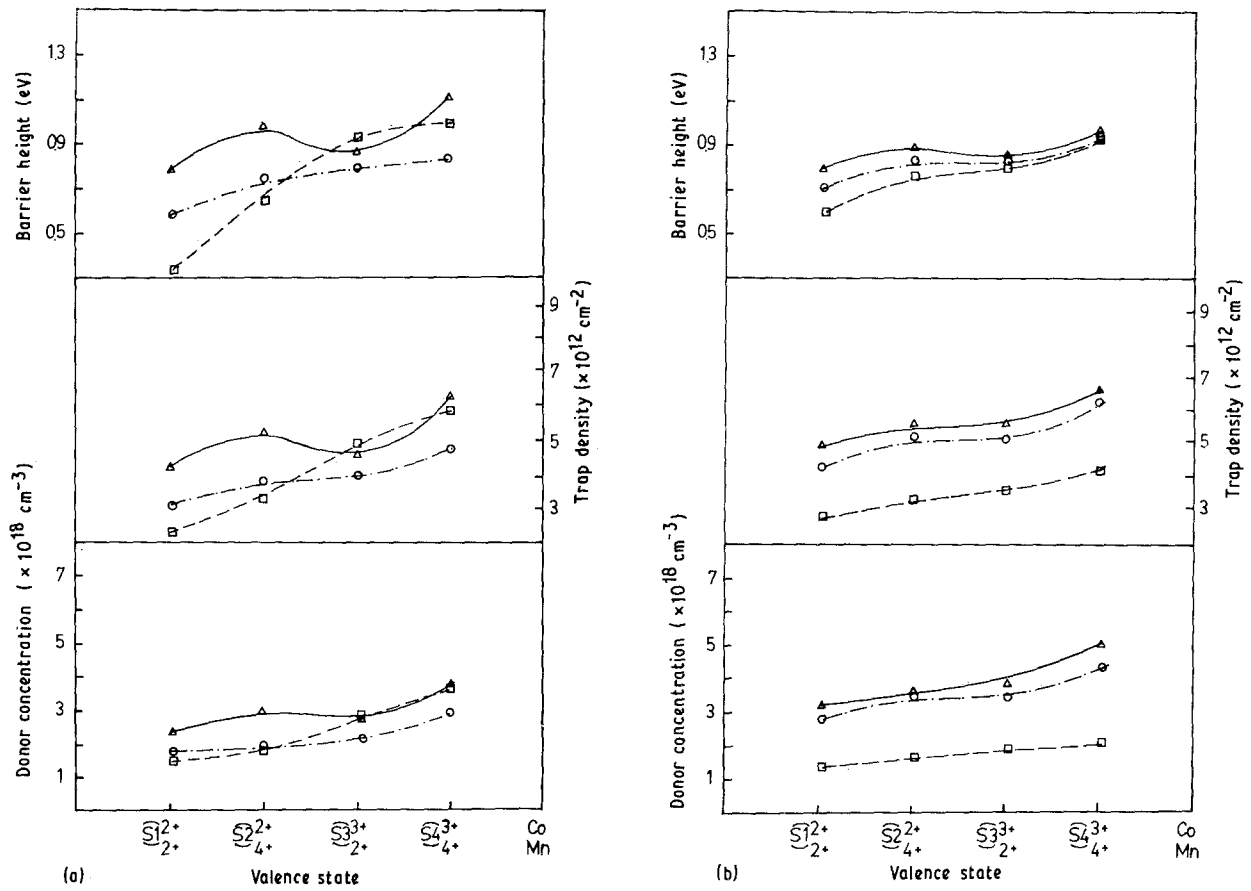 Barrier height (eV)
1.3
0.9
0.5
Trap density (×10¹² cm⁻²)
9
7
5
3
Donor concentration (×10¹⁸ cm⁻³)
7
5
3
1
S1 2+ 2+
S2 2+ 4+
S3 3+ 2+
S4 3+ 4+
Co
Mn
(a)
Valence state
Barrier height (eV)
1.3
0.9
0.5
Trap density (×10¹² cm⁻²)
9
7
5
3
Donor concentration (×10¹⁸ cm⁻³)
7
5
3
1
S1 2+ 2+
S2 2+ 4+
S3 3+ 2+
S4 3+ 4+
Co
Mn
(b)
Valence state